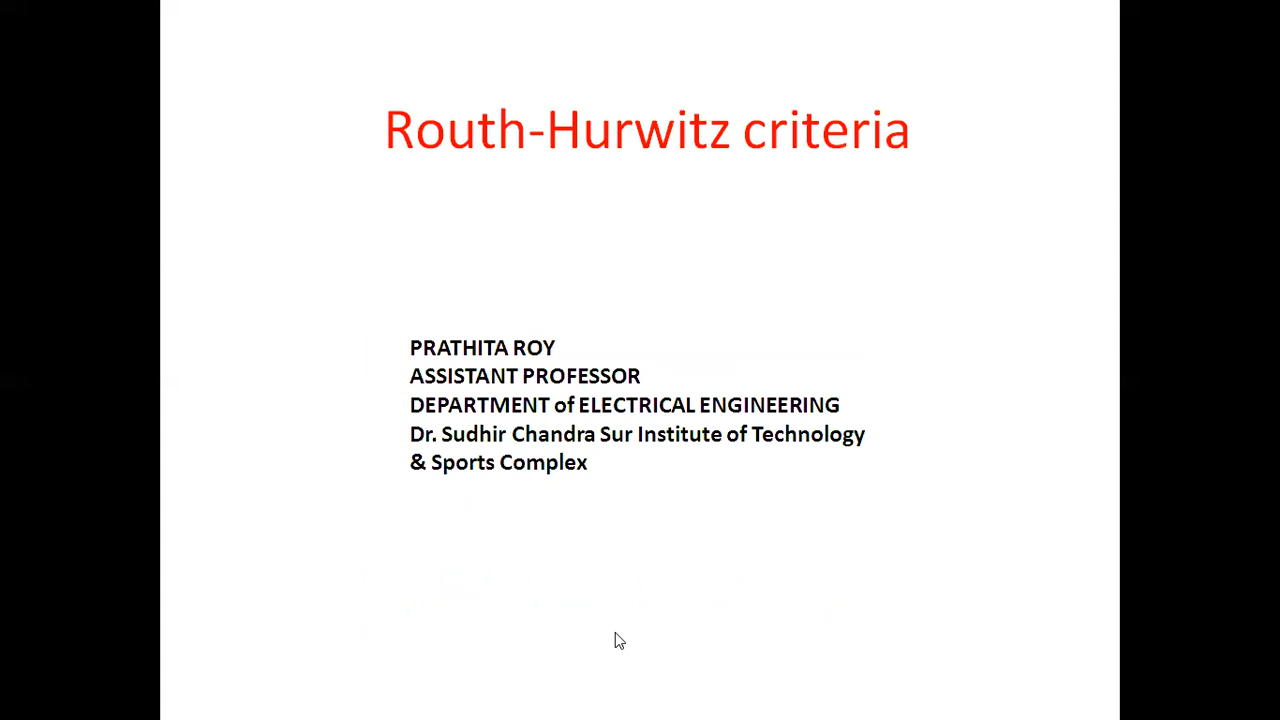 Routh-Hurwitz criteria
PRATHITA ROY
ASSISTANT PROFESSOR
DEPARTMENT of ELECTRICAL ENGINEERING
Dr. Sudhir Chandra Sur Institute of Technology
& Sports Complex